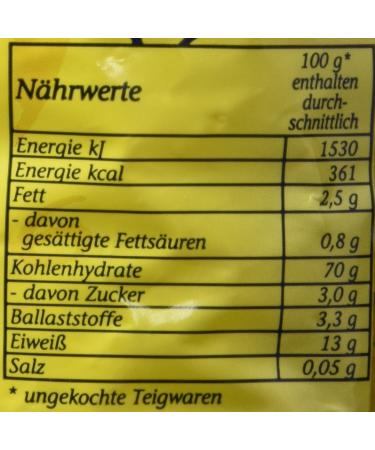 Nährwerte
100 g*
enthalten
durch-
schnittlich
Energie kJ 1530
Energie kcal 361
Fett 2,5 g
- davon
gesättigte Fettsäuren 0,8 g
Kohlenhydrate 70 g
- davon Zucker 3,0 g
Ballaststoffe 3,3 g
Eiweiß 13 g
Salz 0,05 g
* ungekochte Teigwaren